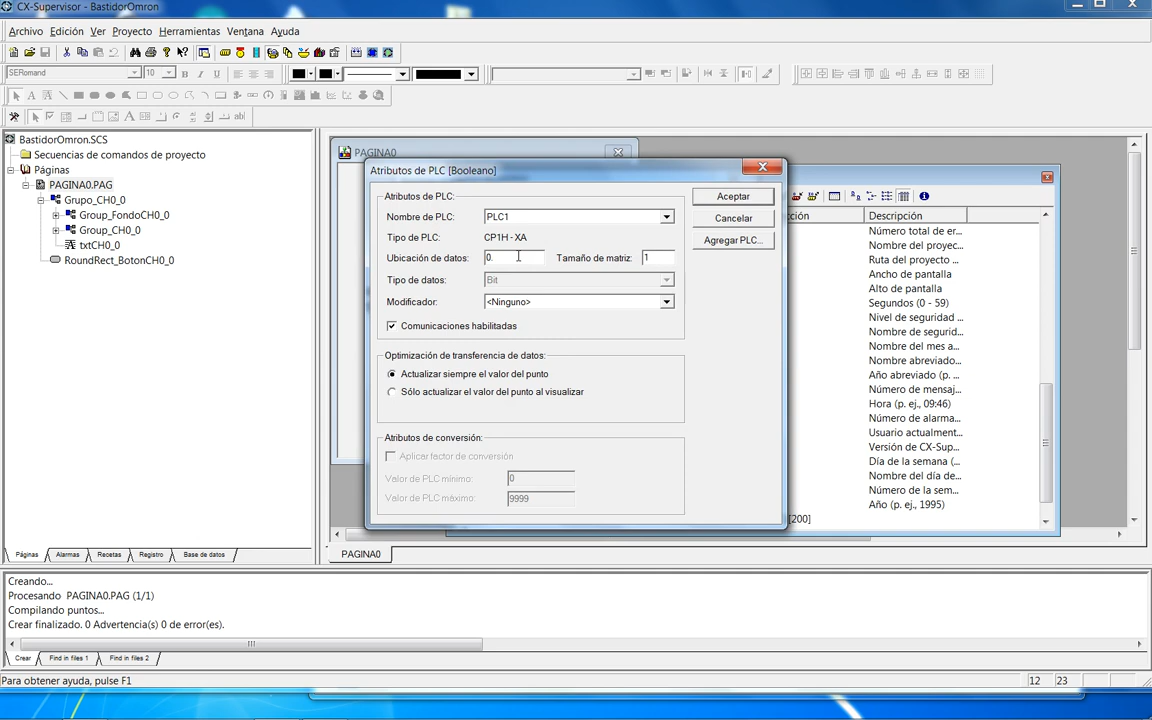 CX-Supervisor - BastidorOmron
Archivo Edición Ver Proyecto Herramientas Ventana Ayuda
SERomand 10 B I U
BastidorOmron.SCS
Secuencias de comandos de proyecto
Páginas
PAGINA0.PAG
Grupo_CH0_0
Group_FondoCH0_0
Group_CH0_0
txtCH0_0
RoundRect_BotonCH0_0
Páginas Alarmas Recetas Registro Base de datos
PAGINA0
Atributos de PLC [Booleano]
Atributos de PLC:
Nombre de PLC: PLC1
Tipo de PLC: CP1H - XA
Ubicación de datos: 0. Tamaño de matriz: 1
Tipo de datos: Bit
Modificador: <Ninguno>
Comunicaciones habilitadas
Optimización de transferencia de datos:
Actualizar siempre el valor del punto
Sólo actualizar el valor del punto al visualizar
Atributos de conversión:
Aplicar factor de conversión
Valor de PLC mínimo: 0
Valor de PLC máximo: 9999
Aceptar
Cancelar
Agregar PLC...
cción Descripción
Número total de er...
Nombre del proyec...
Ruta del proyecto ...
Ancho de pantalla
Alto de pantalla
Segundos (0 - 59)
Nivel de seguridad ...
Nombre de segurid...
Nombre del mes a...
Nombre abreviado...
Año abreviado (p. ...
Número de mensaj...
Hora (p. ej., 09:46)
Número de alarma...
Usuario actualment...
Versión de CX-Sup...
Día de la semana (...
Nombre del día de...
Número de la sem...
Año (p. ej., 1995)
[200]
PAGINA0
Creando...
Procesando PAGINA0.PAG (1/1)
Compilando puntos...
Crear finalizado. 0 Advertencia(s) 0 de error(es).
Crear Find in files 1 Find in files 2
Para obtener ayuda, pulse F1
12 23